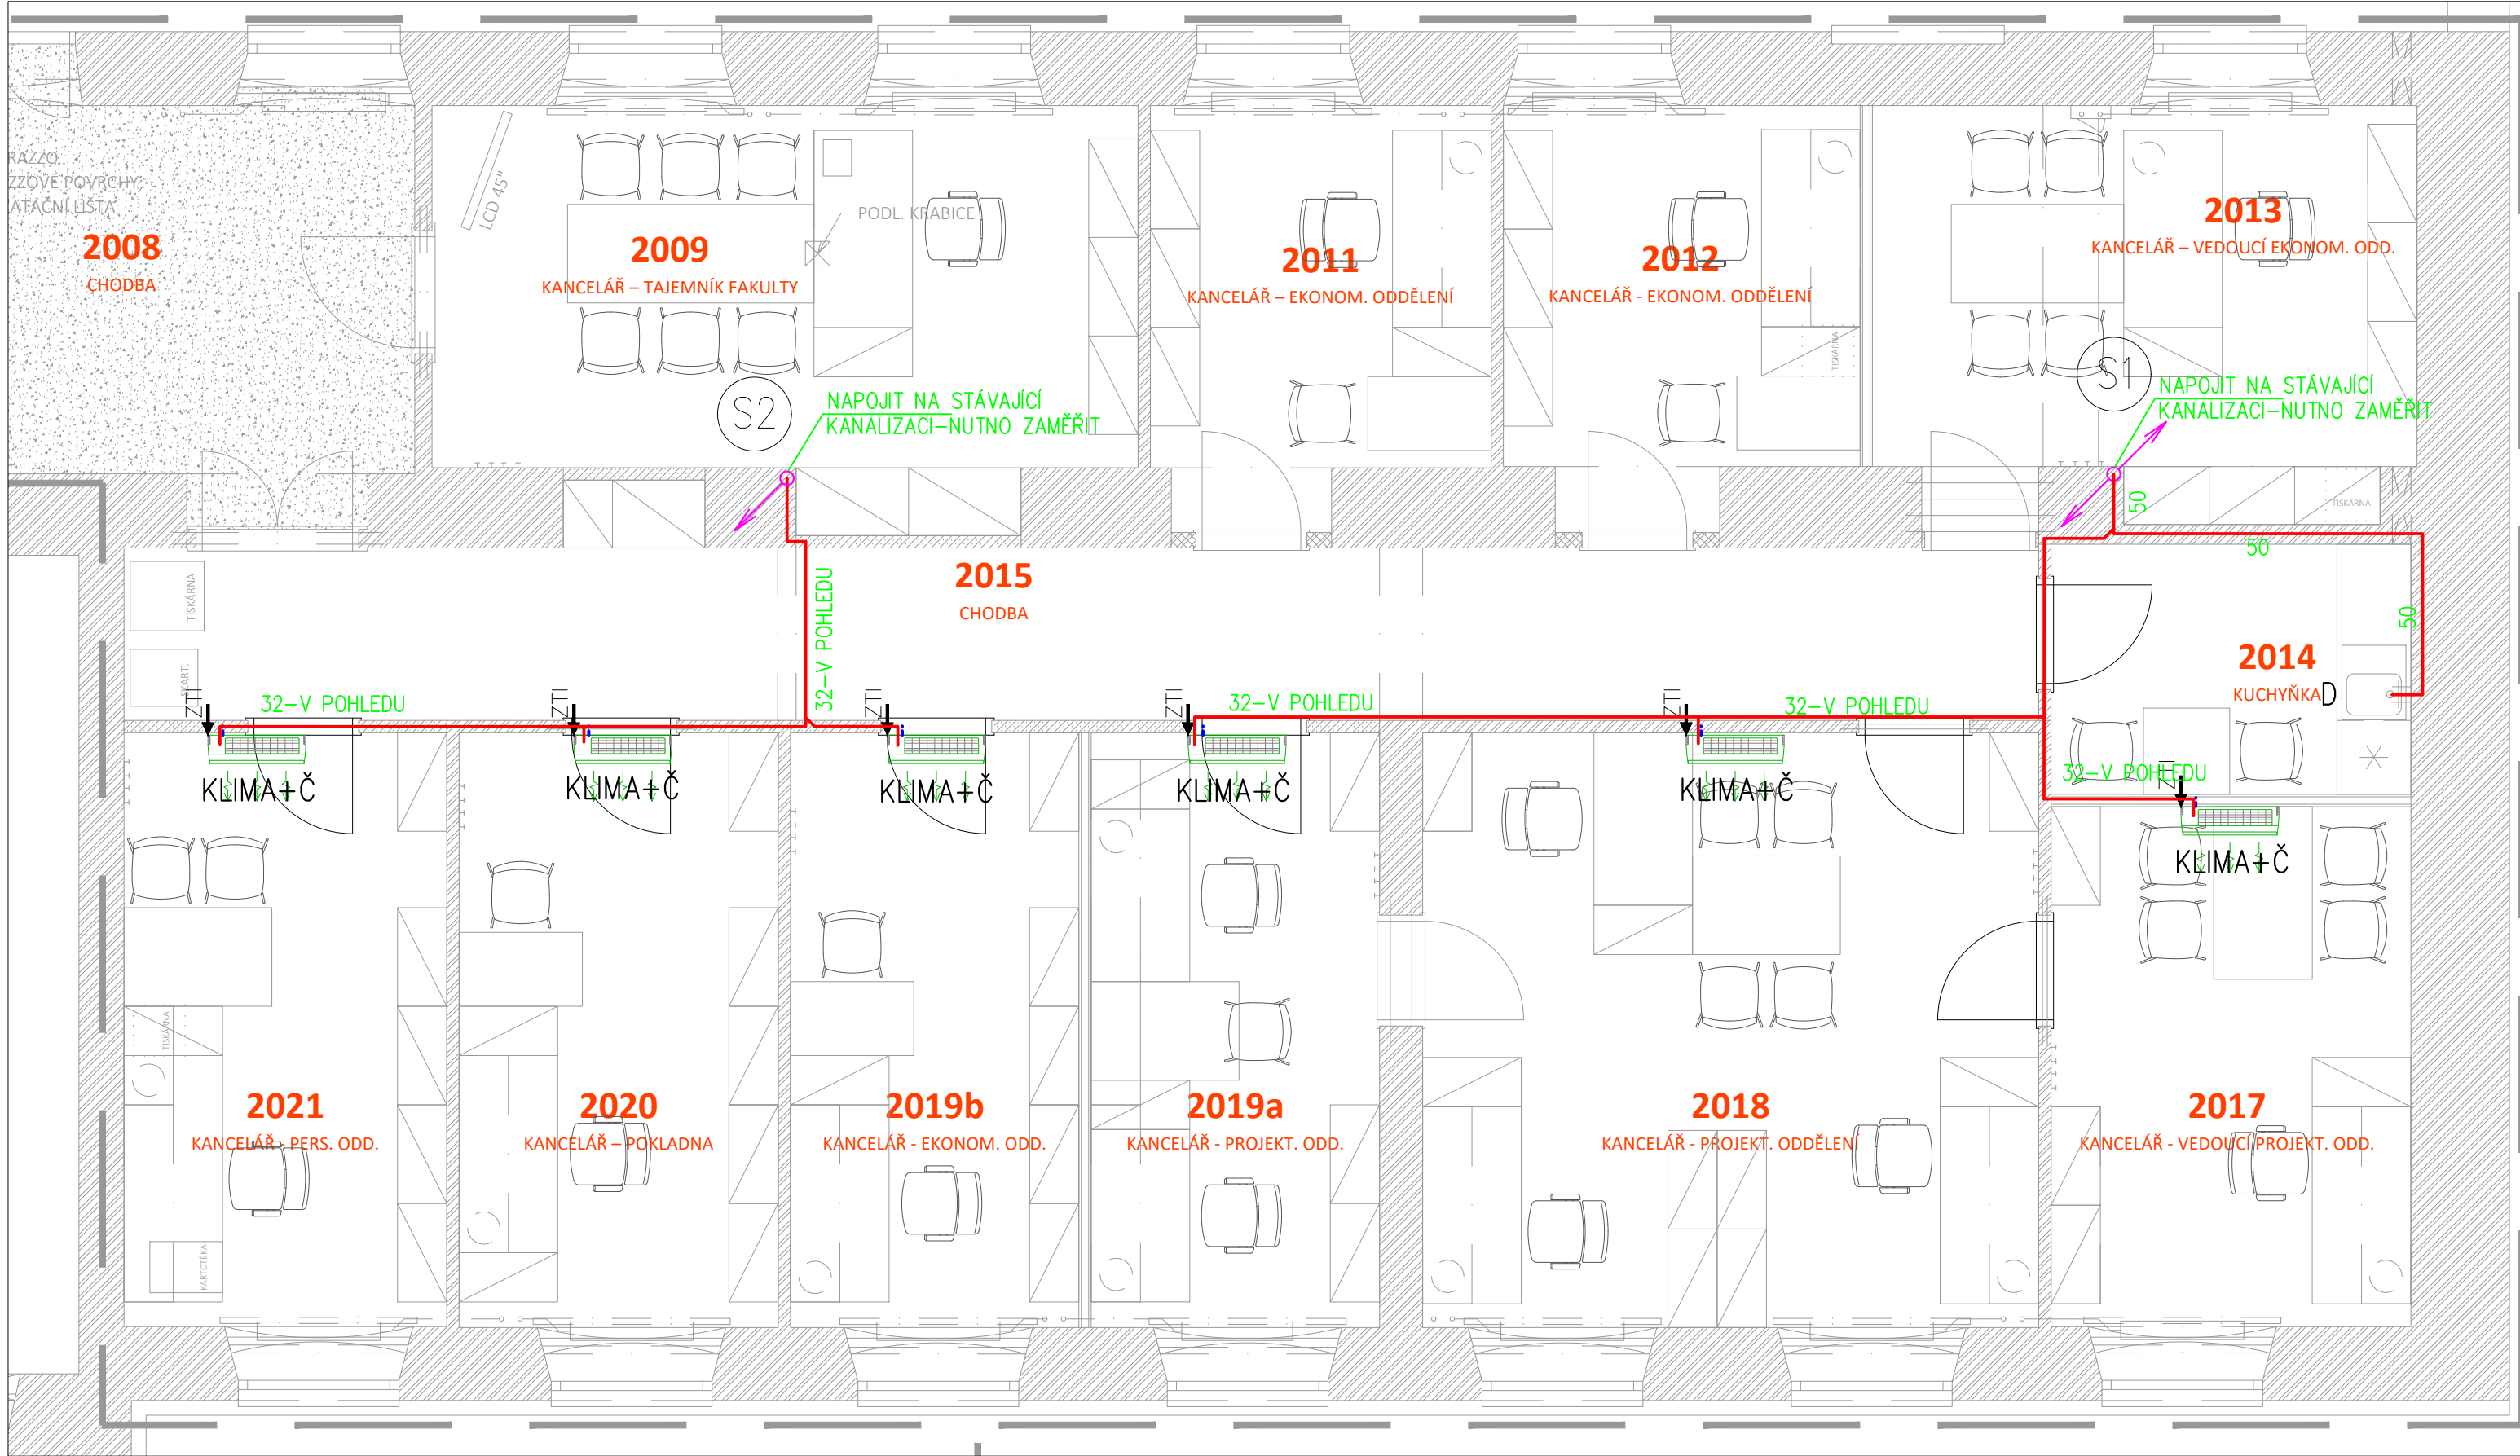 RAZZO
ZZOVÉ POVRCHY
ATAČNÍ LIŠTA
2008
CHODBA
LCD 45"
2009
KANCELÁŘ – TAJEMNÍK FAKULTY
PODL. KRABICE
2011
KANCELÁŘ – EKONOM. ODDĚLENÍ
2012
KANCELÁŘ - EKONOM. ODDĚLENÍ
TISKÁRNA
2013
KANCELÁŘ – VEDOUCÍ EKONOM. ODD.
S2
NAPOJIT NA STÁVAJÍCÍ
KANALIZACI–NUTNO ZAMĚŘIT
S1
NAPOJIT NA STÁVAJÍCÍ
KANALIZACI–NUTNO ZAMĚŘIT
50
TISKÁRNA
50
50
TISKÁRNA
SKART.
2015
CHODBA
32–V POHLEDU
2014
KUCHYŇKA
D
ZTI
32–V POHLEDU
ZTI
ZTI
ZTI
32–V POHLEDU
ZTI
32–V POHLEDU
32–V POHLEDU
ZTI
KLIMA+Č
KLIMA+Č
KLIMA+Č
KLIMA+Č
KLIMA+Č
KLIMA+Č
TISKÁRNA
2021
KANCELÁŘ - PERS. ODD.
KARTOTÉKA
2020
KANCELÁŘ – POKLADNA
2019b
KANCELÁŘ - EKONOM. ODD.
2019a
KANCELÁŘ - PROJEKT. ODD.
2018
KANCELÁŘ - PROJEKT. ODDĚLENÍ
2017
KANCELÁŘ - VEDOUCÍ PROJEKT. ODD.